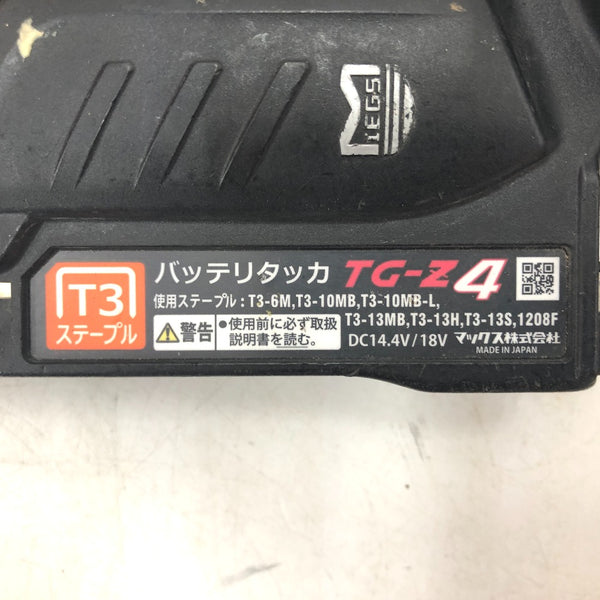 MiEGS
T3
ステープル
バッテリタッカ TG-Z4
使用ステープル:T3-6M,T3-10MB,T3-10MB-L,
T3-13MB,T3-13H,T3-13S,1208F
警告
●使用前に必ず取扱
説明書を読む。
DC14.4V/18V マックス株式会社
MADE IN JAPAN